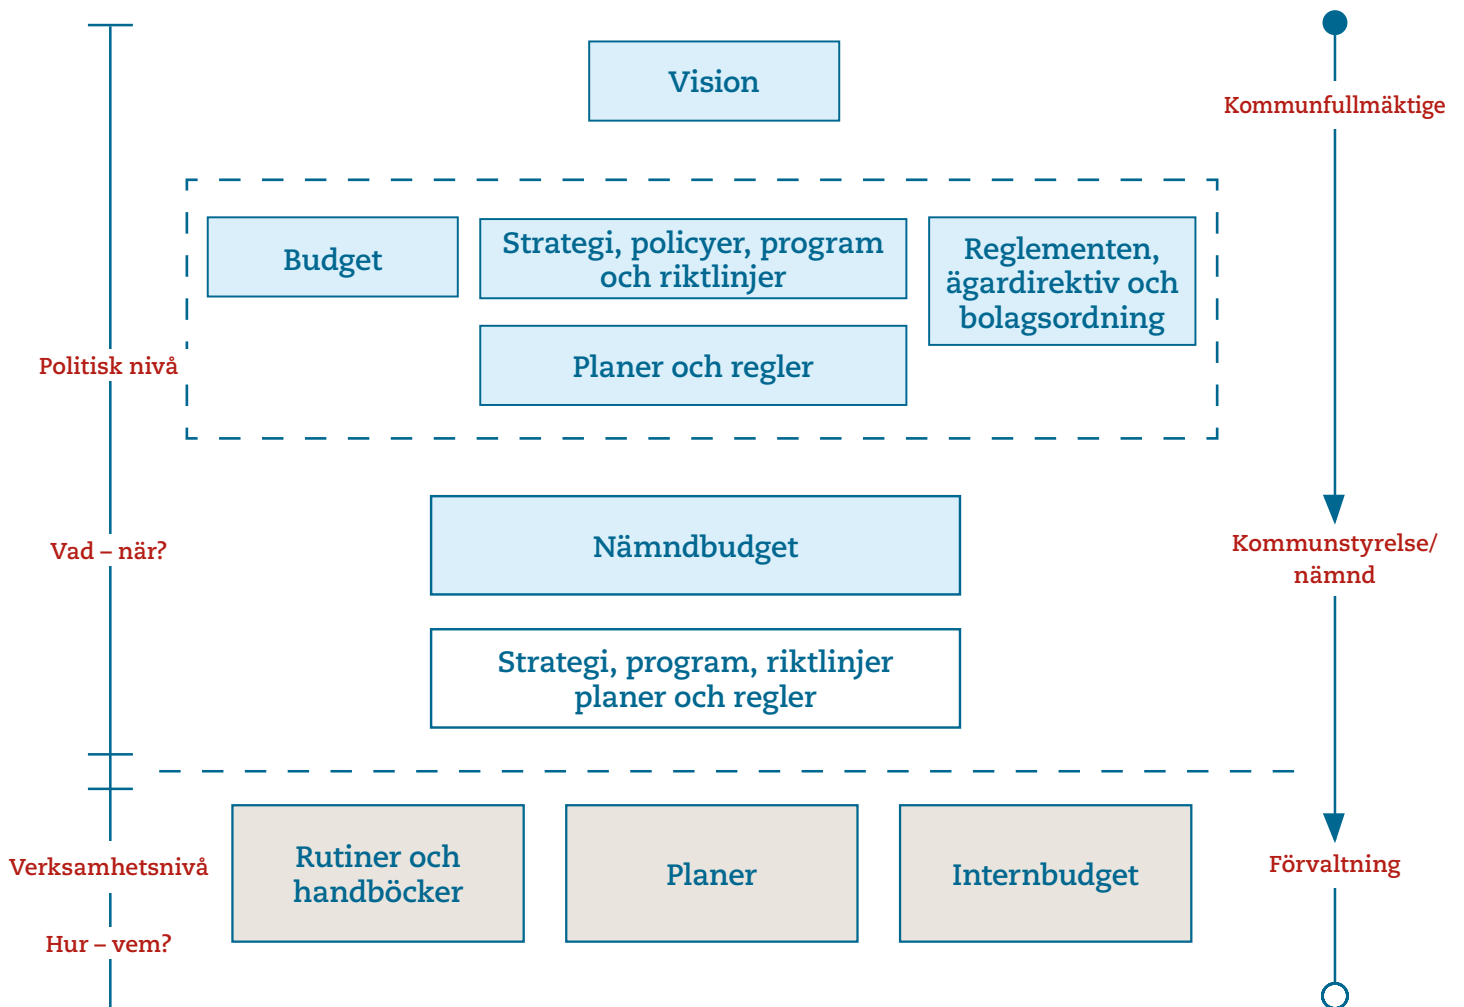 Vision
Kommunfullmäktige
Budget
Strategi, policyer, program
och riktlinjer
Reglementen,
ägardirektiv och
bolagsordning
Politisk nivå
Planer och regler
Vad – när?
Nämndbudget
Kommunstyrelse/
nämnd
Strategi, program, riktlinjer
planer och regler
Verksamhetsnivå
Rutiner och
handböcker
Planer
Internbudget
Förvaltning
Hur – vem?